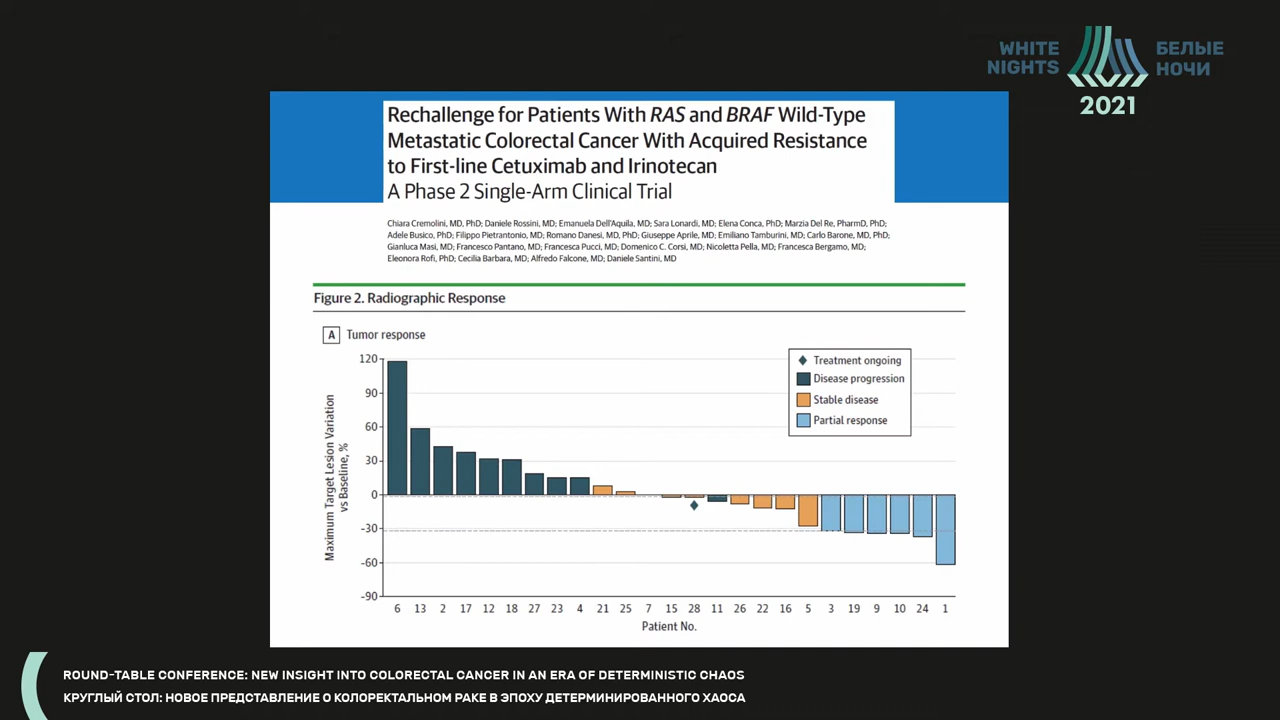 WHITE
NIGHTS
БЕЛЫЕ
НОЧИ
2021
Rechallenge for Patients With RAS and BRAF Wild-Type
Metastatic Colorectal Cancer With Acquired Resistance
to First-line Cetuximab and Irinotecan
A Phase 2 Single-Arm Clinical Trial
Chiara Cremolini, MD, PhD; Daniele Rossini, MD; Emanuela Dell'Aquila, MD; Sara Lonardi, MD; Elena Conca, PhD; Marzia Del Re, PharmD, PhD;
Adele Busico, PhD; Filippo Pietrantonio, MD; Romano Danesi, MD, PhD; Giuseppe Aprile, MD; Emiliano Tamburini, MD; Carlo Barone, MD, PhD;
Gianluca Masi, MD; Francesco Pantano, MD; Francesca Pucci, MD; Domenico C. Corsi, MD; Nicoletta Pella, MD; Francesca Bergamo, MD;
Eleonora Rofi, PhD; Cecilia Barbara, MD; Alfredo Falcone, MD; Daniele Santini, MD
Figure 2. Radiographic Response
A Tumor response
Maximum Target Lesion Variation
vs Baseline, %
120
90
60
30
0
-30
-60
-90
Treatment ongoing
Disease progression
Stable disease
Partial response
6 13 2 17 12 18 27 23 4 21 25 7 15 28 11 26 22 16 5 3 19 9 10 24 1
Patient No.
ROUND-TABLE CONFERENCE: NEW INSIGHT INTO COLORECTAL CANCER IN AN ERA OF DETERMINISTIC CHAOS
КРУГЛЫЙ СТОЛ: НОВОЕ ПРЕДСТАВЛЕНИЕ О КОЛОРЕКТАЛЬНОМ РАКЕ В ЭПОХУ ДЕТЕРМИНИРОВАННОГО ХАОСА